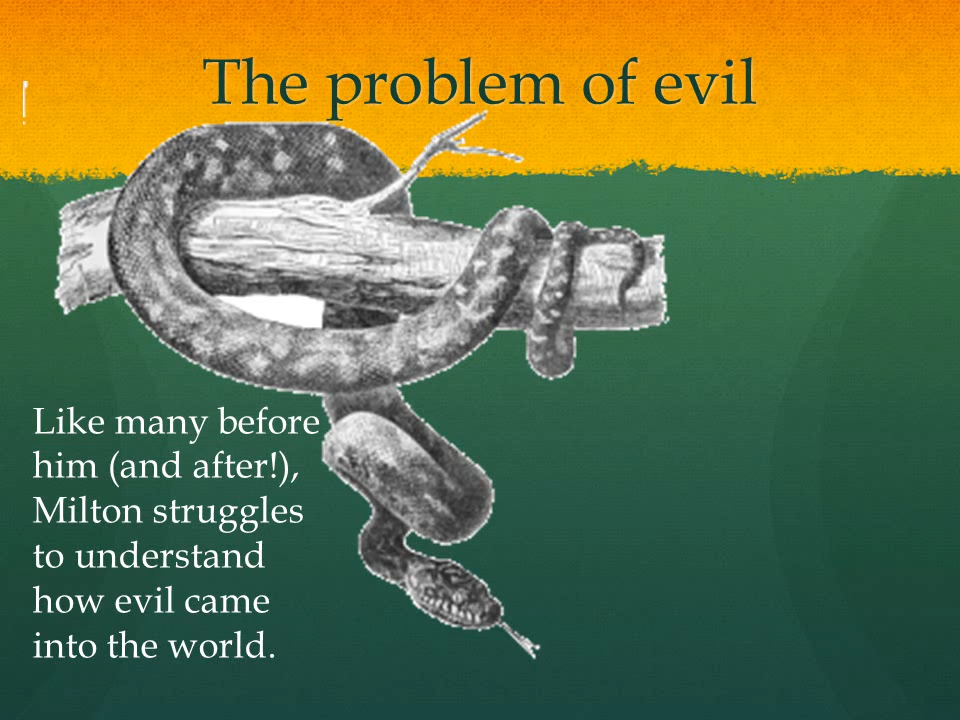 The problem of evil
Like many before
him (and after!),
Milton struggles
to understand
how evil came
into the world.